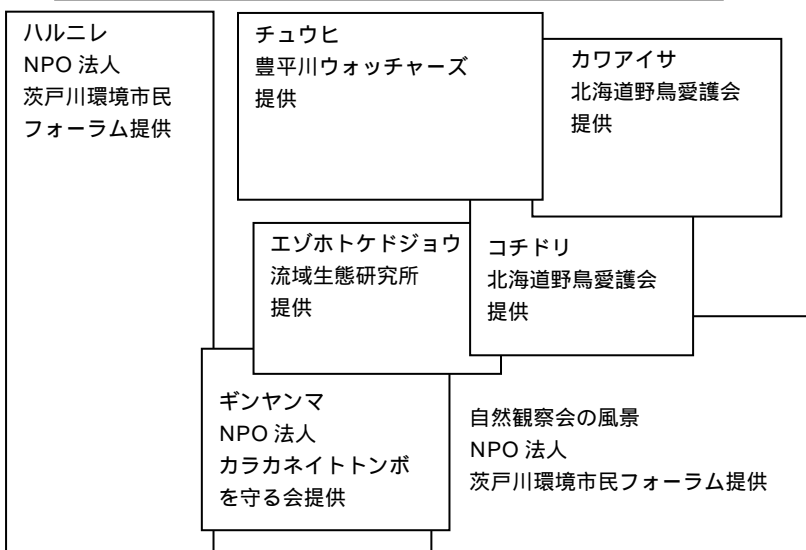 ハルニレ
NPO 法人
茨戸川環境市民
フォーラム提供
チュウヒ
豊平川ウォッチャーズ
提供
カワアイサ
北海道野鳥愛護会
提供
エゾホトケドジョウ
流域生態研究所
提供
コチドリ
北海道野鳥愛護会
提供
ギンヤンマ
NPO 法人
カラカネイトトンボ
を守る会提供
自然観察会の風景
NPO 法人
茨戸川環境市民フォーラム提供